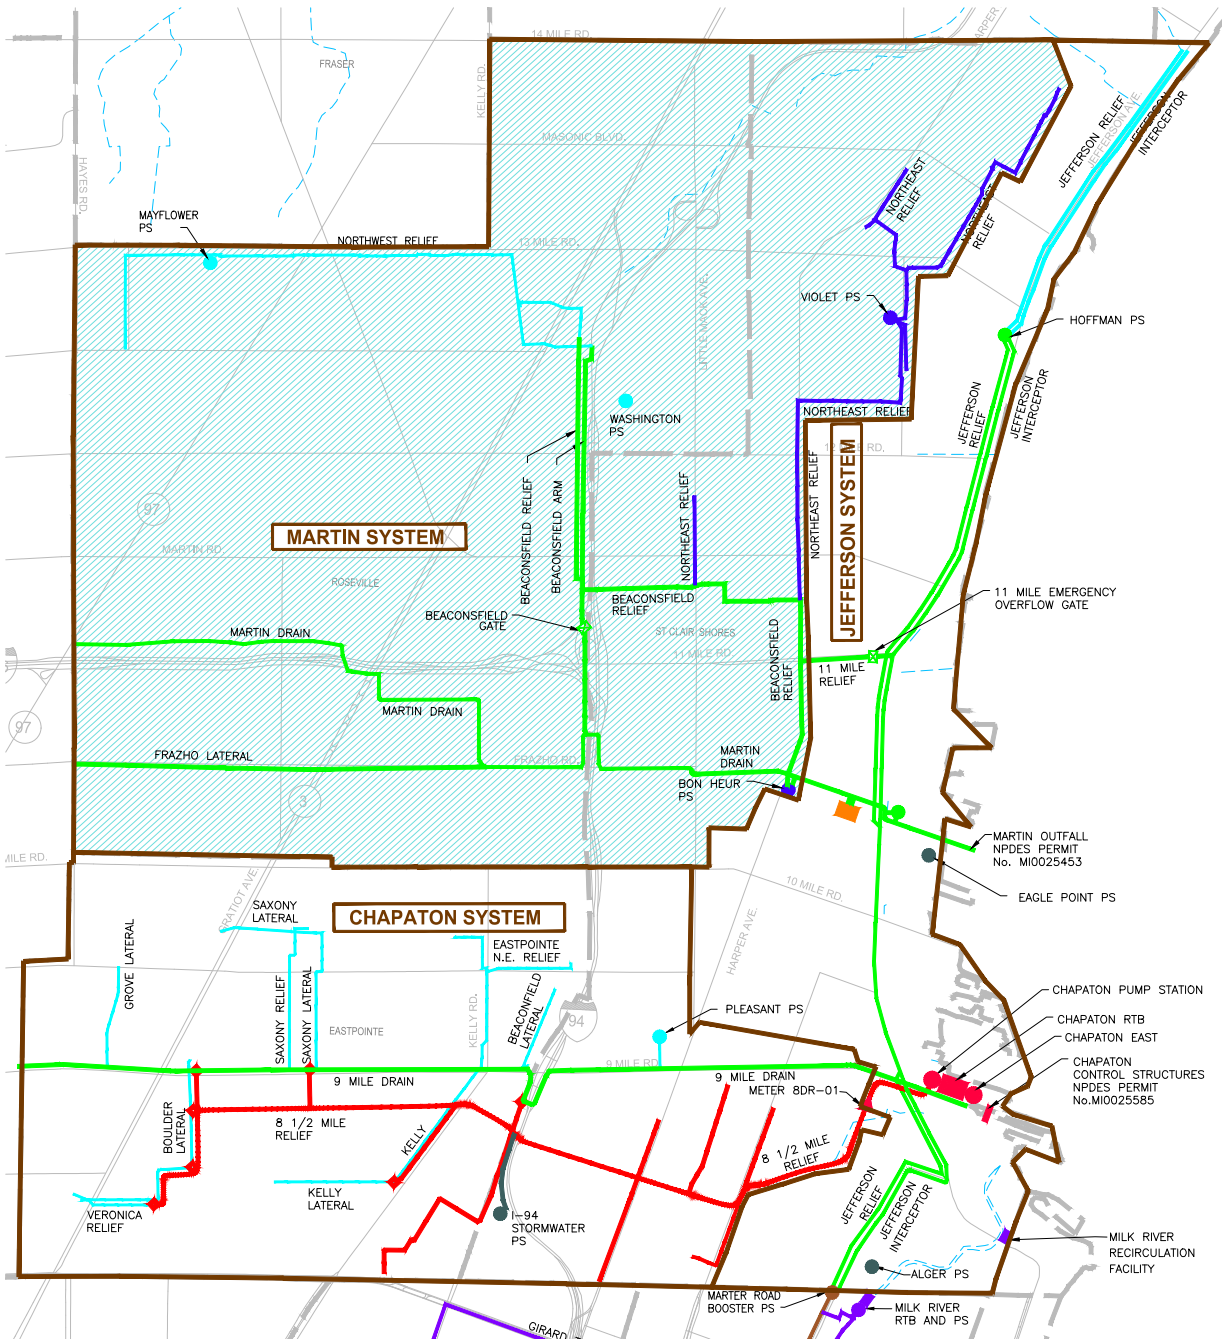 14 MILE RD.
HARPER
FRASER
KELLY RD.
MASONIC BLVD.
HAYES RD.
JEFFERSON RELIEF
JEFFERSON AVE.
JEFFERSON
INTERCEPTOR
NORTHEAST
RELIEF
NORTHEAST
RELIEF
MAYFLOWER
PS
NORTHWEST RELIEF
13 MILE RD.
LITTLE MACK AVE.
VIOLET PS
HOFFMAN PS
WASHINGTON
PS
NORTHEAST RELIEF
JEFFERSON
RELIEF
JEFFERSON
INTERCEPTOR
12 MILE RD.
97
MARTIN SYSTEM
MARTIN RD.
ROSEVILLE
BEACONSFIELD RELIEF
BEACONSFIELD ARM
NORTHEAST RELIEF
NORTHEAST RELIEF
JEFFERSON SYSTEM
BEACONSFIELD
RELIEF
BEACONSFIELD
GATE
11 MILE EMERGENCY
OVERFLOW GATE
MARTIN DRAIN
ST CLAIR SHORES
11 MILE RD.
BEACONSFIELD
RELIEF
11 MILE
RELIEF
MARTIN DRAIN
97
FRAZHO LATERAL
FRAZHO RD.
MARTIN
DRAIN
BON HEUR
PS
3
MARTIN OUTFALL
NPDES PERMIT
No. MI0025453
MILE RD.
GRATIOT AVE.
10 MILE RD.
EAGLE POINT PS
SAXONY
LATERAL
CHAPATON SYSTEM
HARPER AVE.
GROVE LATERAL
SAXONY RELIEF
SAXONY LATERAL
EASTPOINTE
N.E. RELIEF
KELLY RD.
BEACONFIELD
LATERAL
EASTPOINTE
94
PLEASANT PS
CHAPATON PUMP STATION
CHAPATON RTB
CHAPATON EAST
CHAPATON
CONTROL STRUCTURES
NPDES PERMIT
No.MI0025585
9 MILE RD
9 MILE DRAIN
9 MILE DRAIN
METER 8DR-01
BOULDER
LATERAL
8 1/2 MILE
RELIEF
KELLY
8 1/2 MILE
RELIEF
KELLY
LATERAL
VERONICA
RELIEF
I-94
STORMWATER
PS
JEFFERSON
RELIEF
JEFFERSON
INTERCEPTOR
MILK RIVER
RECIRCULATION
FACILITY
ALGER PS
MARTER ROAD
BOOSTER PS
MILK RIVER
RTB AND PS
GIRARD